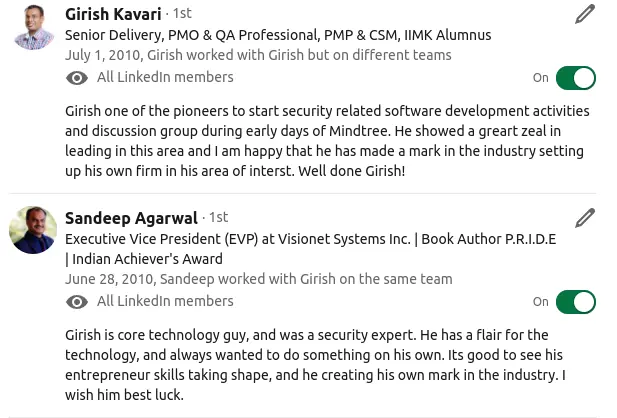 Girish Kavari · 1st
Senior Delivery, PMO & QA Professional, PMP & CSM, IIMK Alumnus
July 1, 2010, Girish worked with Girish but on different teams
All LinkedIn members On
Girish one of the pioneers to start security related software development activities
and discussion group during early days of Mindtree. He showed a greart zeal in
leading in this area and I am happy that he has made a mark in the industry setting
up his own firm in his area of interst. Well done Girish!
Sandeep Agarwal · 1st
Executive Vice President (EVP) at Visionet Systems Inc. | Book Author P.R.I.D.E
| Indian Achiever's Award
June 28, 2010, Sandeep worked with Girish on the same team
All LinkedIn members On
Girish is core technology guy, and was a security expert. He has a flair for the
technology, and always wanted to do something on his own. Its good to see his
entrepreneur skills taking shape, and he creating his own mark in the industry. I
wish him best luck.